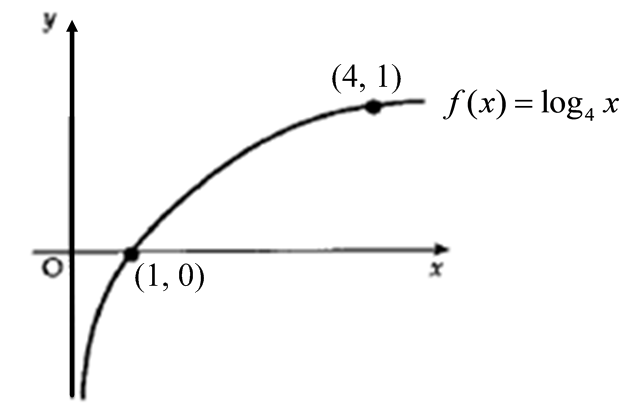 y
(4, 1)
f(x) = log₄ x
O
(1, 0)
x